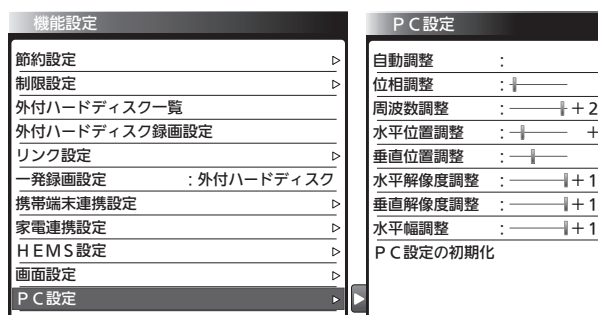 機能設定
節約設定
制限設定
外付ハードディスク一覧
外付ハードディスク録画設定
リンク設定
一発録画設定 : 外付ハードディスク
携帯端末連携設定
家電連携設定
HEMS設定
画面設定
PC設定
PC設定
自動調整 :
位相調整 :
周波数調整 : +2
水平位置調整 : +
垂直位置調整 :
水平解像度調整 : +1
垂直解像度調整 : +1
水平幅調整 : +1
PC設定の初期化